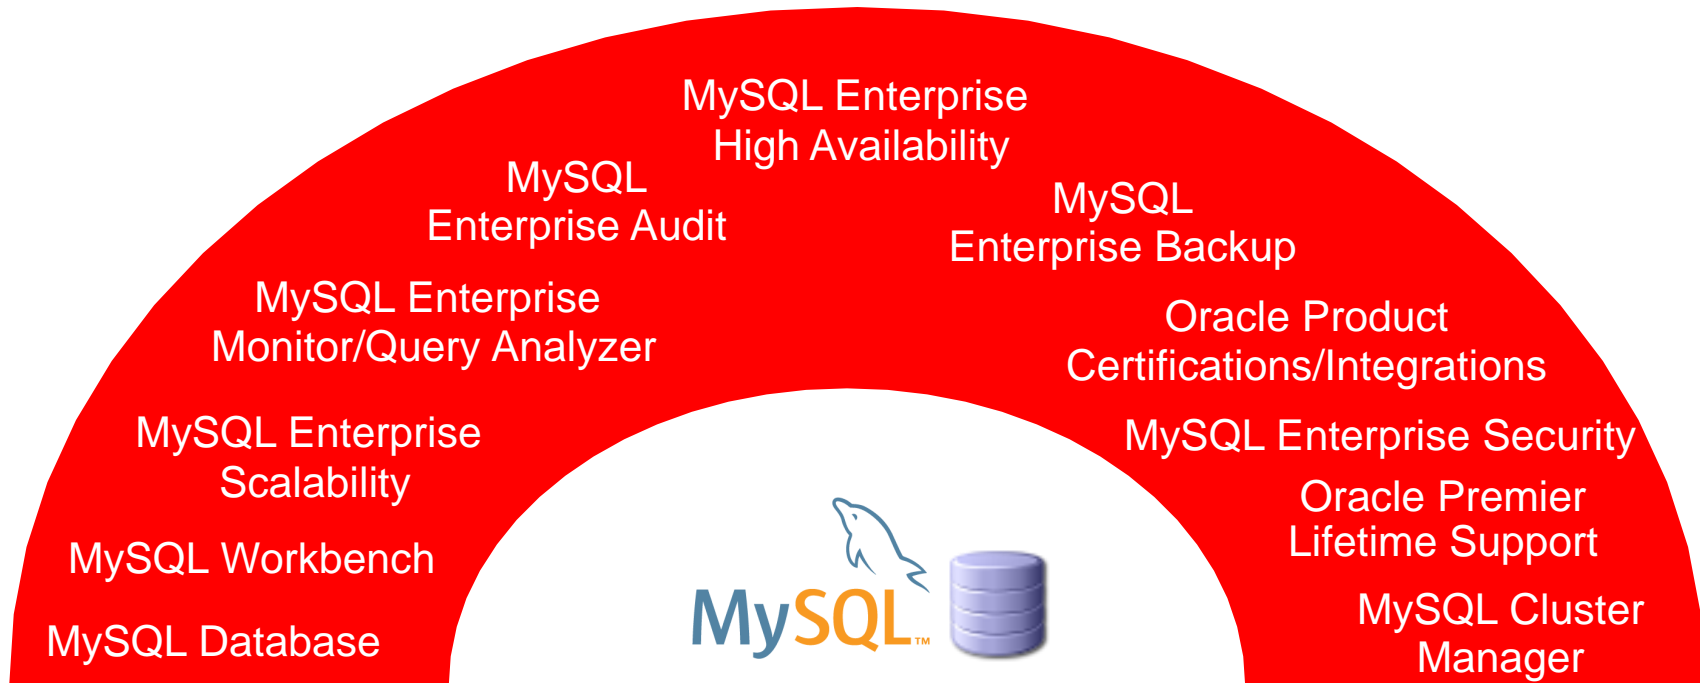 MySQL Enterprise
High Availability
MySQL
Enterprise Audit
MySQL
Enterprise Backup
MySQL Enterprise
Monitor/Query Analyzer
Oracle Product
Certifications/Integrations
MySQL Enterprise
Scalability
MySQL Enterprise Security
Oracle Premier
Lifetime Support
MySQL Workbench
MySQL Database
MySQL™
MySQL Cluster
Manager